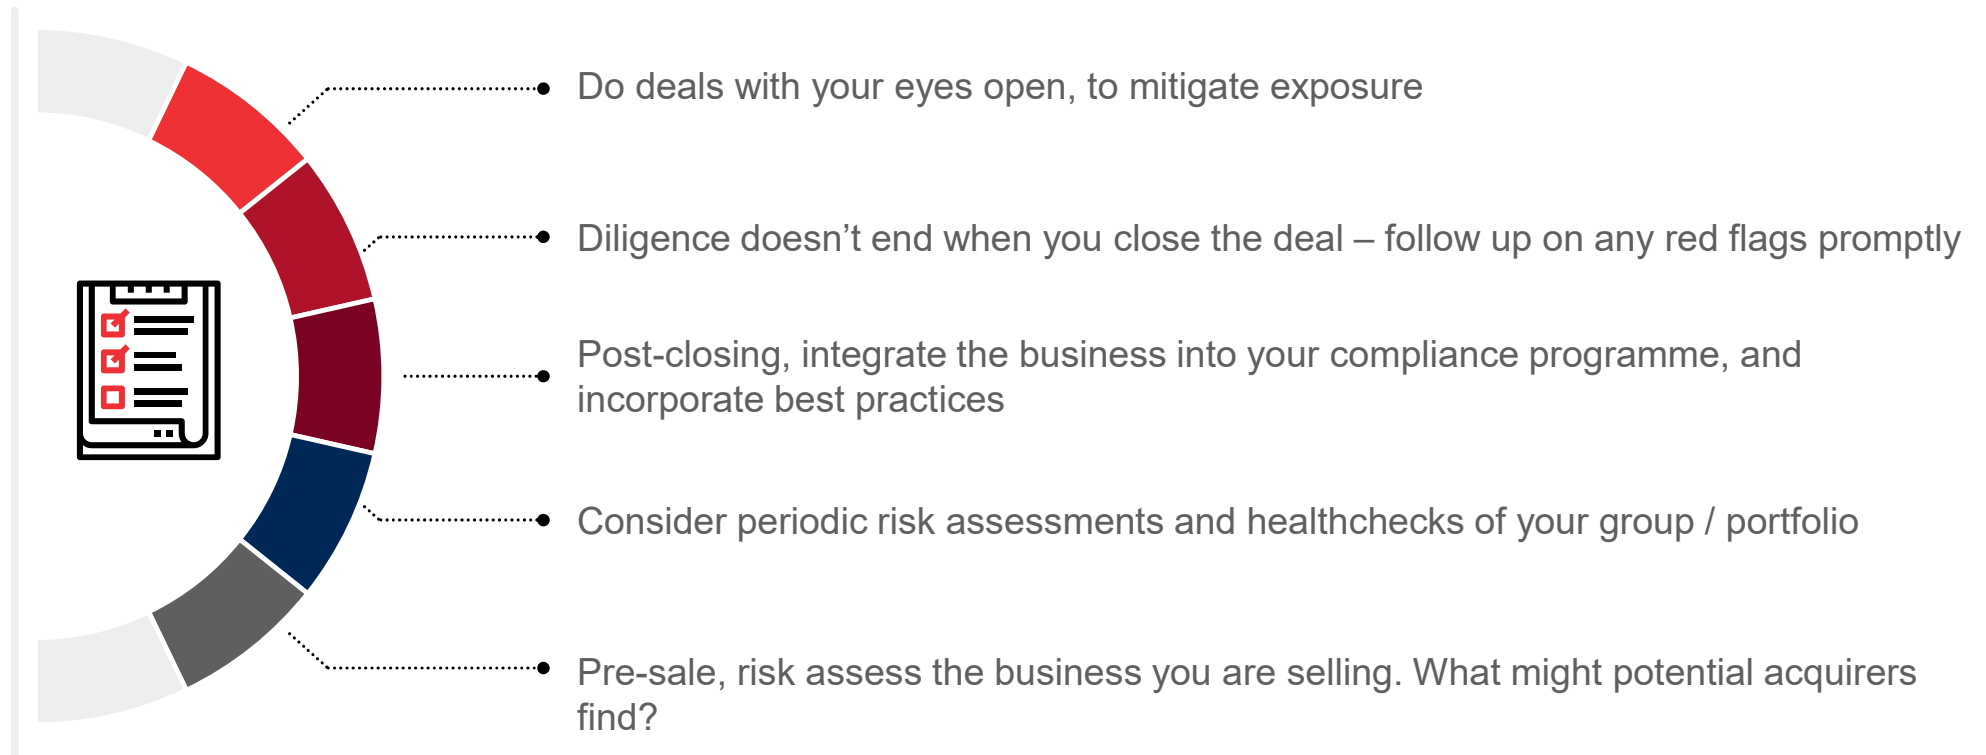 Do deals with your eyes open, to mitigate exposure
Diligence doesn’t end when you close the deal – follow up on any red flags promptly
Post-closing, integrate the business into your compliance programme, and
incorporate best practices
Consider periodic risk assessments and healthchecks of your group / portfolio
Pre-sale, risk assess the business you are selling. What might potential acquirers
find?